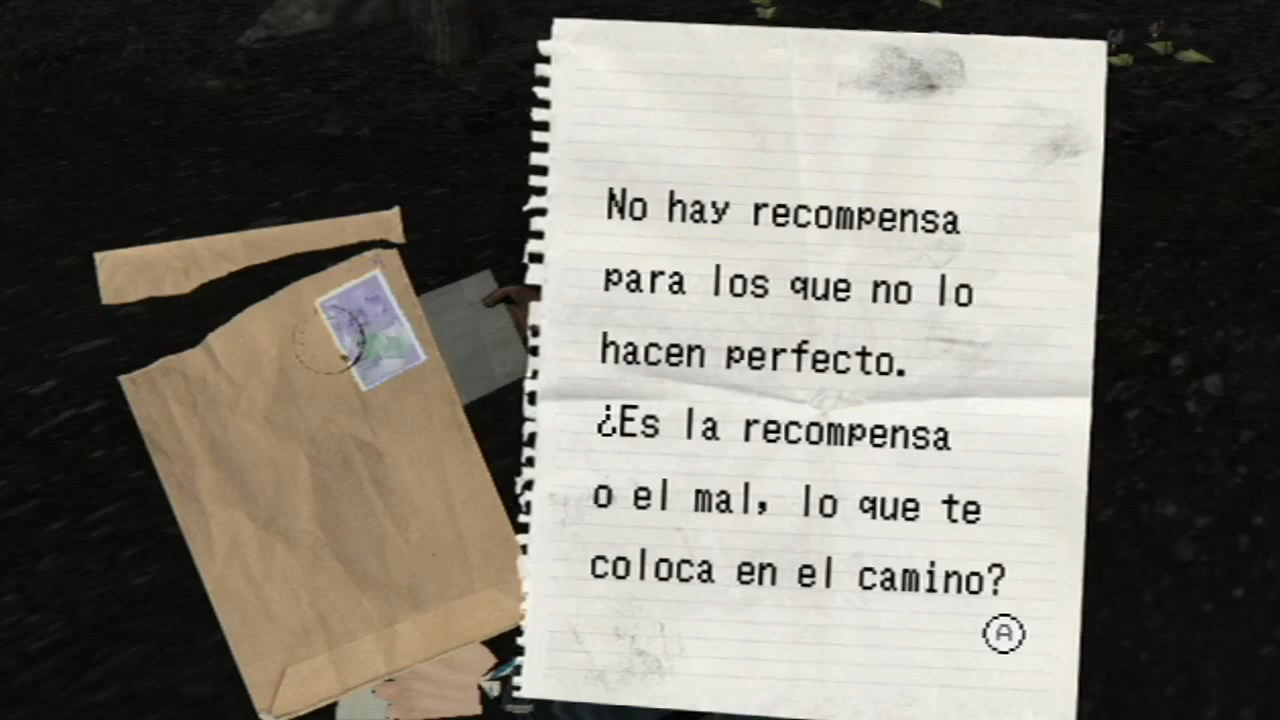 No hay recompensa
para los que no lo
hacen perfecto.
¿Es la recompensa
o el mal, lo que te
coloca en el camino?
A